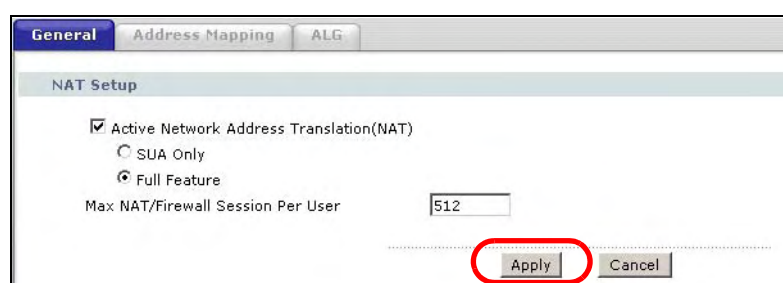 General Address Mapping ALG
NAT Setup
Active Network Address Translation(NAT)
SUA Only
Full Feature
Max NAT/Firewall Session Per User 512
Apply Cancel